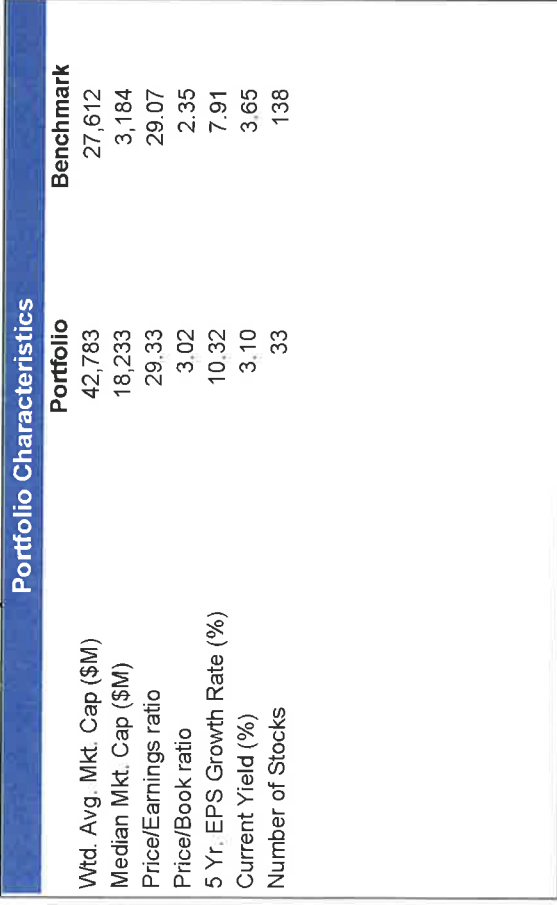 Portfolio Characteristics
Portfolio Benchmark
Wtd. Avg. Mkt. Cap ($M) 42,783 27,612
Median Mkt. Cap ($M) 18,233 3,184
Price/Earnings ratio 29.33 29.07
Price/Book ratio 3.02 2.35
5 Yr. EPS Growth Rate (%) 10.32 7.91
Current Yield (%) 3.10 3.65
Number of Stocks 33 138